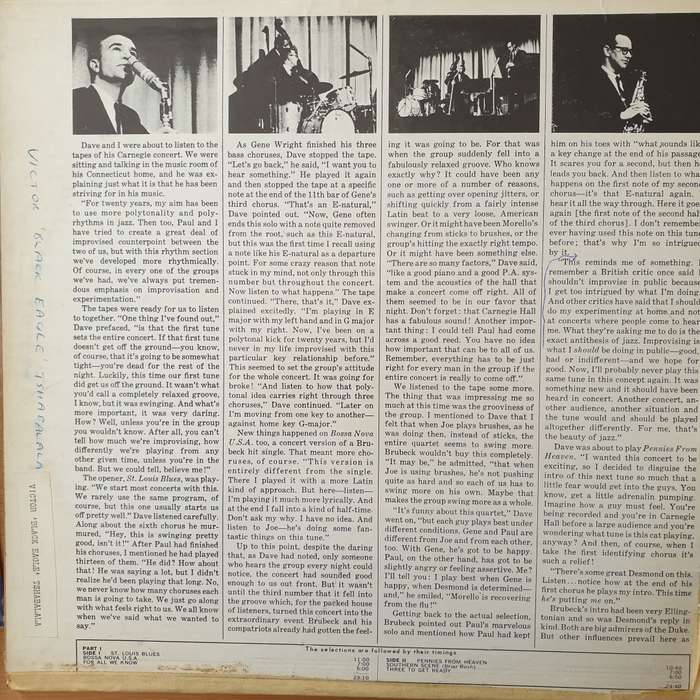 Dave and I were about to listen to the
tapes of his Carnegie concert. We were
sitting and talking in the music room of
his Connecticut home, and he was ex-
plaining just what it is that he has been
striving for in his music.
"For twenty years, my aim has been
to use more polytonality and poly-
rhythms in jazz. Then too, Paul and I
have tried to create a great deal of
improvised counterpoint between the
two of us, but with this rhythm section
we've developed more rhythmically.
Of course, in every one of the groups
we've had, we've always put tremen-
dous emphasis on improvisation and
experimentation."
The tapes were ready for us to listen
to together. "One thing I've found out,"
Dave prefaced, "is that the first tune
sets the entire concert. If that first tune
doesn't get off the ground—you know,
of course, that it's going to be somewhat
tight—you're dead for the rest of the
night. Luckily, this time our first tune
did get us off the ground. It wasn't what
you'd call a completely relaxed groove,
I know, but it was swinging. And what's
more important, it was very daring.
How? Well, unless you're in the group
you wouldn't know. After all, you can't
tell how much we're improvising, how
differently we're playing from any
other given time, unless you're in the
band. But we could tell, believe me!"
The opener, St. Louis Blues, was play-
ing. "We start most concerts with this.
We rarely use the same program, of
course, but this one usually starts us
off pretty well." Dave listened carefully.
Along about the sixth chorus he mur-
mured, "Hey, this is swinging pretty
good, isn't it!" After Paul had finished
his choruses, I mentioned he had played
thirteen of them. "He did? How about
that! He was saying a lot, but I didn't
realize he'd been playing that long. No,
we never know how many choruses each
man is going to take. We just go along
with what feels right to us. We all know
when we've said what we wanted to
say."
As Gene Wright finished his three
bass choruses, Dave stopped the tape.
"Let's go back," he said, "I want you to
hear something." He played it again
and then stopped the tape at a specific
note at the end of the 11th bar of Gene's
third chorus. "That's an E-natural,"
Dave pointed out. "Now, Gene often
ends this solo with a note quite removed
from the root, such as this E-natural,
but this was the first time I recall using
a note like his E-natural as a departure
point. For some crazy reason that note
stuck in my mind, not only through this
number but throughout the concert.
Now listen to what happens." The tape
continued. "There, that's it," Dave ex-
plained excitedly. "I'm playing in E
major with my left hand and in G major
with my right. Now, I've been on a
polytonal kick for twenty years, but I'd
never in my life improvised with this
particular key relationship before."
This seemed to set the group's attitude
for the whole concert. It was going for
broke! "And listen to how that poly-
tonal idea carries right through three
choruses," Dave continued. "Later on
I'm moving from one key to another—
against home key G-major."
New things happened on Bossa Nova
U.S.A. too, a concert version of a Bru-
beck hit single. That meant more cho-
ruses, of course. "This version is
entirely different from the single.
There I played it with a more Latin
kind of approach. But here—listen—
I'm playing it much more lyrically. And
at the end I fall into a kind of half-time.
Don't ask my why. I have no idea. And
listen to Joe—he's doing some fan-
tastic things on this tune."
Up to this point, despite the daring
that, as Dave had noted, only someone
who hears the group every night could
notice, the concert had sounded good
enough to us out front. But it wasn't
until the third number that it fell into
the groove which, for the packed house
of listeners, turned this concert into the
extraordinary event Brubeck and his
compatriots already had gotten the feel-
ing it was going to be. For that was
when the group suddenly fell into a
fabulously relaxed groove. Who knows
exactly why? It could have been any
one or more of a number of reasons,
such as getting over opening jitters, or
shifting quickly from a fairly intense
Latin beat to a very loose, American
swinger. Or it might have been Morello's
changing from sticks to brushes, or the
group's hitting the exactly right tempo.
Or it might have been something else.
"There are so many factors," Dave said,
"like a good piano and a good P.A. sys-
tem and the acoustics of the hall that
make a concert come off right. All of
them seemed to be in our favor that
night. Don't forget: that Carnegie Hall
has a fabulous sound! Another impor-
tant thing: I could tell Paul had come
across a good reed. You have no idea
how important that can be to all of us.
Remember, everything has to be just
right for every man in the group if the
entire concert is really to come off."
We listened to the tape some more.
The thing that was impressing me so
much at this time was the grooviness of
the group. I mentioned to Dave that I
felt that when Joe plays brushes, as he
was doing then, instead of sticks, the
entire quartet seems to swing more.
Brubeck wouldn't buy this completely.
"It may be," he admitted, "that when
Joe is using brushes, he's not pushing
quite as hard and so each of us has to
swing more on his own. Maybe that
makes the group swing more as a whole.
"It's funny about this quartet," Dave
went on, "but each guy plays best under
different conditions. Gene and Paul are
different from Joe and from each other,
too. With Gene, he's got to be happy.
Paul, on the other hand, has got to be
slightly angry or feeling assertive. Me?
I'll tell you: I play best when Gene is
happy, when Desmond is determined—
and," he smiled, "Morello is recovering
from the flu!"
Getting back to the actual selection,
Brubeck pointed out Paul's marvelous
solo and mentioned how Paul had kept
him on his toes with "what sounds like
a key change at the end of his passage.
It scares you for a second, but then he
leads you back. And then listen to what
happens on the first note of my second
chorus—it's that E-natural again. I
hear it all the way through. Here it goes
again [the first note of the second half
of the third chorus]. I don't remember
ever having used this note on this tune
before; that's why I'm so intrigued
by it.
"This reminds me of something. I
remember a British critic once said I
shouldn't improvise in public because
I get too intrigued by what I'm doing.
And other critics have said that I should
do my experimenting at home and not
at concerts where people come to hear
me. What they're asking me to do is the
exact antithesis of jazz. Improvising is
what I should be doing in public—good,
bad or indifferent—and we hope for
good. Now, I'll probably never play this
same tune in this concept again. It was
something new and it should have been
heard in concert. Another concert, an-
other audience, another situation and
the tune would and should be played
altogether differently. For me, that's
the beauty of jazz."
Dave was about to play Pennies From
Heaven. "I wanted this concert to be
exciting, so I decided to disguise the
intro of this next tune so much that a
little fear would get into the guys. You
know, get a little adrenalin pumping.
Imagine how a guy must feel. You're
being recorded and you're in Carnegie
Hall before a large audience and you're
wondering what tune is this cat playing,
anyway? And then, of course, when I
take the first identifying chorus it's
such a relief!
"There's some great Desmond on this.
Listen . . . notice how at the end of his
first chorus he plays my intro. This time
he's putting me on."
Brubeck's intro had been very Elling-
tonian and so was Desmond's reply in
kind. Both are big admirers of the Duke.
But other influences prevail here as
VICTOR 'BLACK EAGLE' TSHABALALA
VICTOR 'BLACK EAGLE' TSHABALALA
The selections are followed by their timings
PART I
SIDE I ST. LOUIS BLUES 11:00
BOSSA NOVA U.S.A. 7:00
FOR ALL WE KNOW
23:10
SIDE II PENNIES FROM HEAVEN 10:40
SOUTHERN SCENE (Briar Bush) 7:00
THREE TO GET READY 6:50